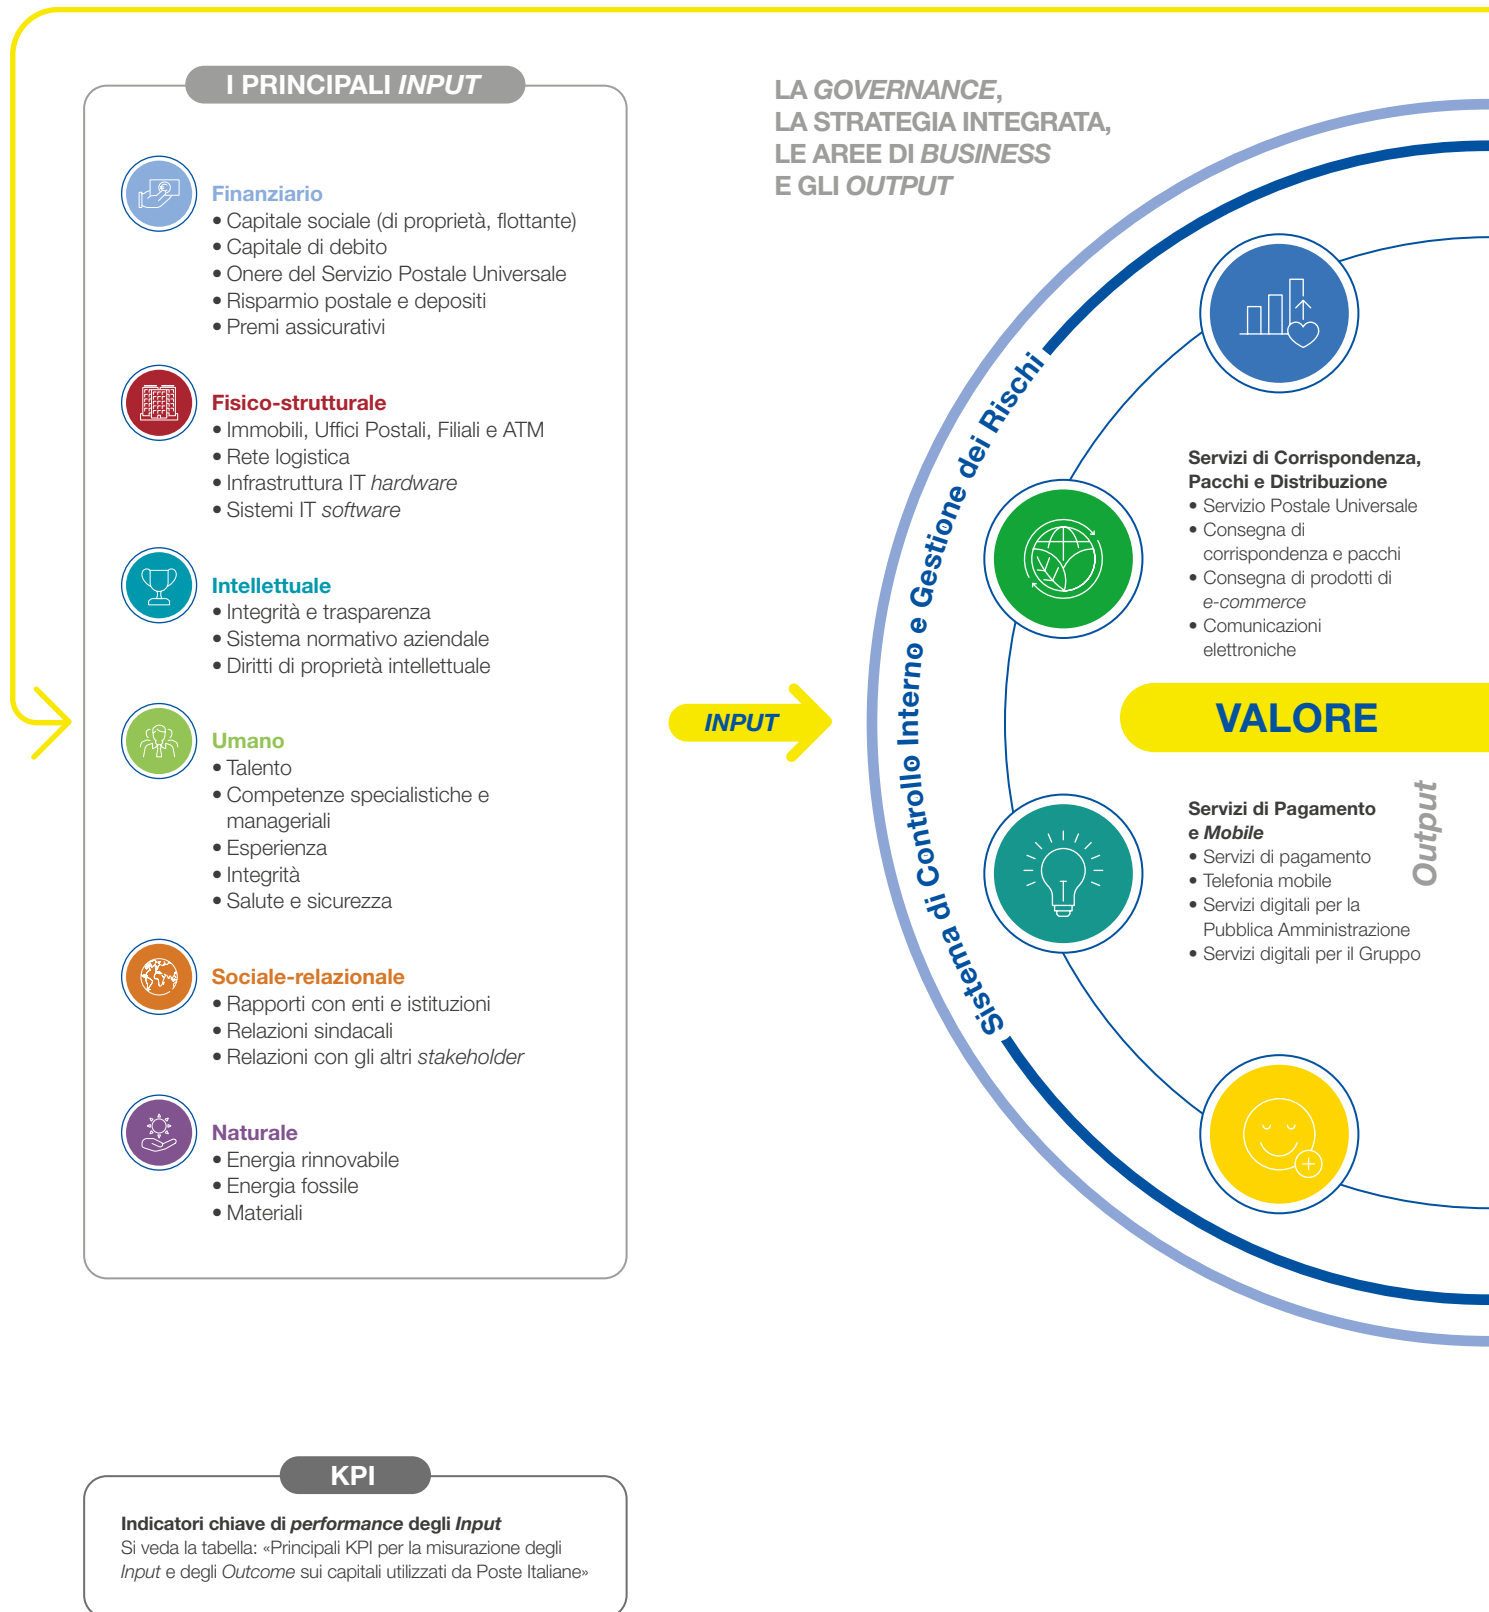 I PRINCIPALI INPUT
Finanziario
• Capitale sociale (di proprietà, flottante)
• Capitale di debito
• Onere del Servizio Postale Universale
• Risparmio postale e depositi
• Premi assicurativi
Fisico-strutturale
• Immobili, Uffici Postali, Filiali e ATM
• Rete logistica
• Infrastruttura IT hardware
• Sistemi IT software
Intellettuale
• Integrità e trasparenza
• Sistema normativo aziendale
• Diritti di proprietà intellettuale
Umano
• Talento
• Competenze specialistiche e
manageriali
• Esperienza
• Integrità
• Salute e sicurezza
Sociale-relazionale
• Rapporti con enti e istituzioni
• Relazioni sindacali
• Relazioni con gli altri stakeholder
Naturale
• Energia rinnovabile
• Energia fossile
• Materiali
INPUT
LA GOVERNANCE,
LA STRATEGIA INTEGRATA,
LE AREE DI BUSINESS
E GLI OUTPUT
Sistema di Controllo Interno e Gestione dei Rischi
Servizi di Corrispondenza,
Pacchi e Distribuzione
• Servizio Postale Universale
• Consegna di
corrispondenza e pacchi
• Consegna di prodotti di
e-commerce
• Comunicazioni
elettroniche
VALORE
Servizi di Pagamento
e Mobile
• Servizi di pagamento
• Telefonia mobile
• Servizi digitali per la
Pubblica Amministrazione
• Servizi digitali per il Gruppo
Output
KPI
Indicatori chiave di performance degli Input
Si veda la tabella: «Principali KPI per la misurazione degli
Input e degli Outcome sui capitali utilizzati da Poste Italiane»